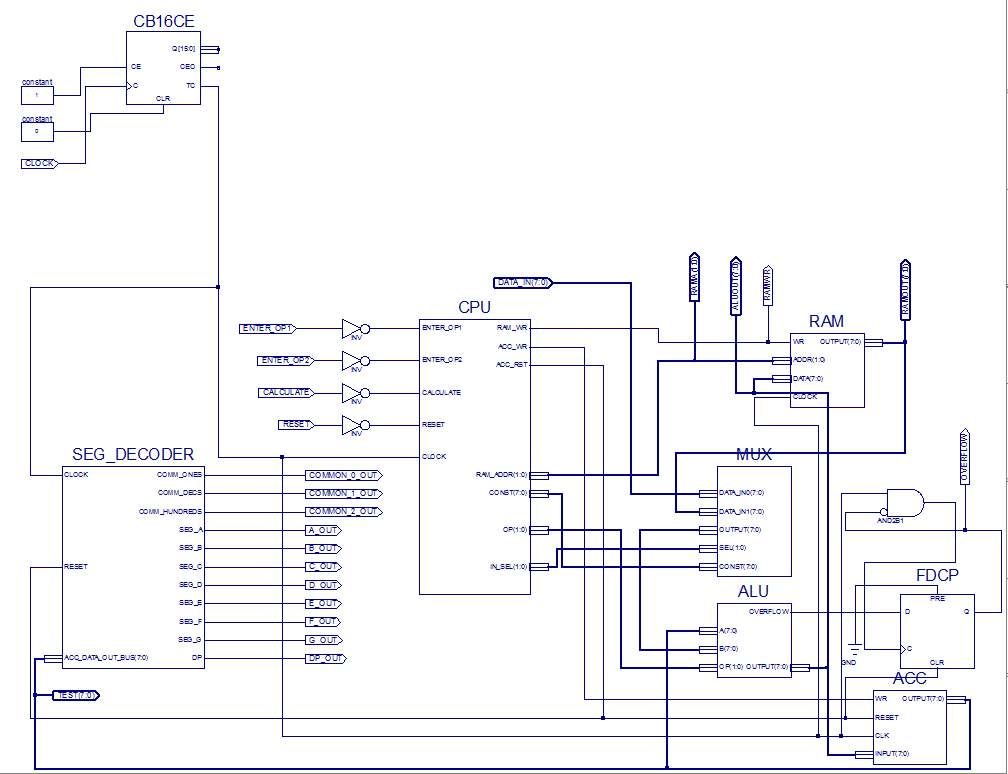 CB16CE
Q[15:0]
CE
CEO
C
TC
CLR
constant
1
constant
0
CLOCK
DATA_IN(7:0)
RAMA(1:0)
ALUOUT(7:0)
RAMWR
RAMOUT(7:0)
CPU
ENTER_OP1
INV
ENTER_OP1
RAM_WR
ACC_WR
ENTER_OP2
INV
ENTER_OP2
ACC_RST
CALCULATE
INV
CALCULATE
RESET
INV
RESET
CLOCK
RAM_ADDR(1:0)
CONST(7:0)
OP(1:0)
IN_SEL(1:0)
RAM
WR
OUTPUT(7:0)
ADDR(1:0)
DATA(7:0)
CLOCK
SEG_DECODER
CLOCK
COMM_ONES
COMMON_0_OUT
COMM_DECS
COMMON_1_OUT
COMM_HUNDREDS
COMMON_2_OUT
SEG_A
A_OUT
SEG_B
B_OUT
RESET
SEG_C
C_OUT
SEG_D
D_OUT
SEG_E
E_OUT
SEG_F
F_OUT
SEG_G
G_OUT
ACC_DATA_OUT_BUS(7:0)
DP
DP_OUT
TEST(7:0)
MUX
DATA_IN0(7:0)
DATA_IN1(7:0)
OUTPUT(7:0)
SEL(1:0)
CONST(7:0)
OVERFLOW
AND2B1
ALU
OVERFLOW
A(7:0)
B(7:0)
OP(1:0)
OUTPUT(7:0)
FDCP
PRE
D
Q
C
CLR
GND
ACC
WR
OUTPUT(7:0)
RESET
CLK
INPUT(7:0)